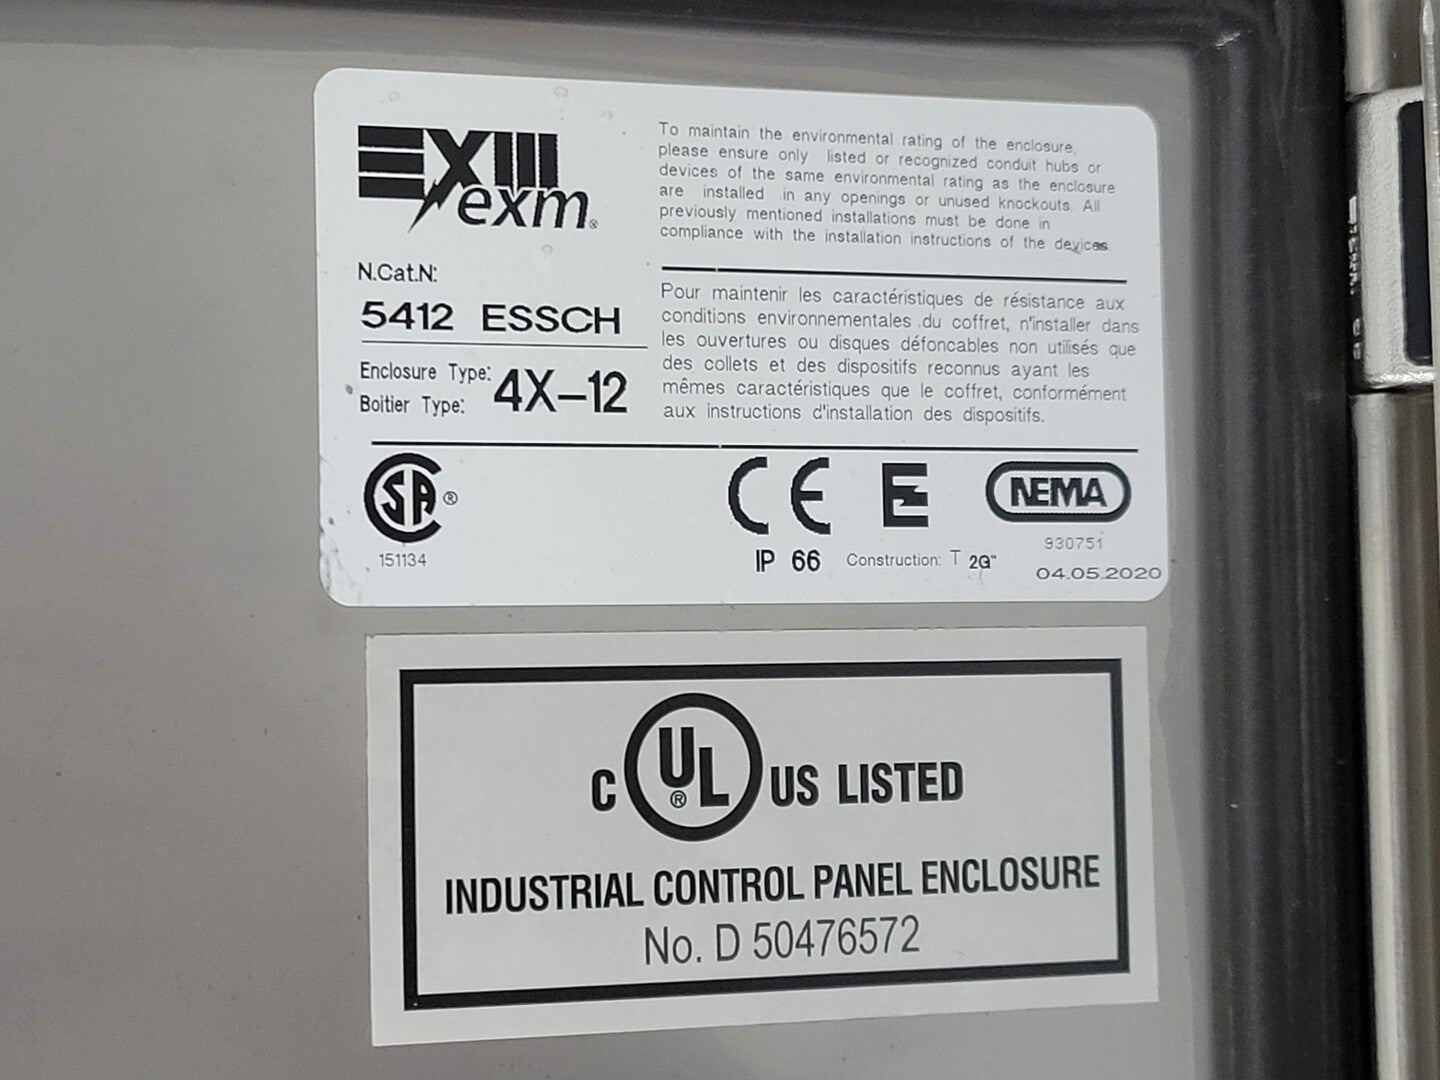 exm®
N.Cat.N:
5412 ESSCH
Enclosure Type:
Boîtier Type:
4X-12
To maintain the environmental rating of the enclosure,
please ensure only listed or recognized conduit hubs or
devices of the same environmental rating as the enclosure
are installed in any openings or unused knockouts. All
previously mentioned installations must be done in
compliance with the installation instructions of the devices
Pour maintenir les caractéristiques de résistance aux
conditions environnementales du coffret, n'installer dans
les ouvertures ou disques défoncables non utilisés que
des collets et des dispositifs reconnus ayant les
mêmes caractéristiques que le coffret, conformément
aux instructions d'installation des dispositifs.
SA®
151134
CE
IP 66
E
Construction: T 2G"
NEMA
930751
04.05.2020
C UL® US LISTED
INDUSTRIAL CONTROL PANEL ENCLOSURE
No. D 50476572